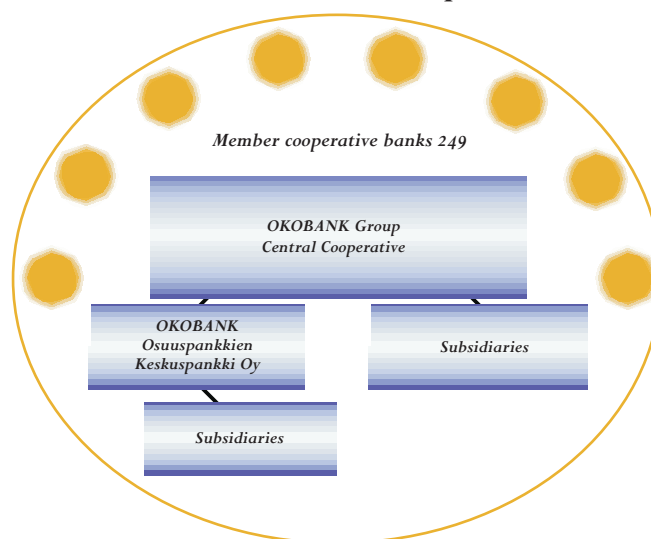 Member cooperative banks 249
OKOBANK Group
Central Cooperative
OKOBANK
Osuuspankkien
Keskuspankki Oy
Subsidiaries
Subsidiaries